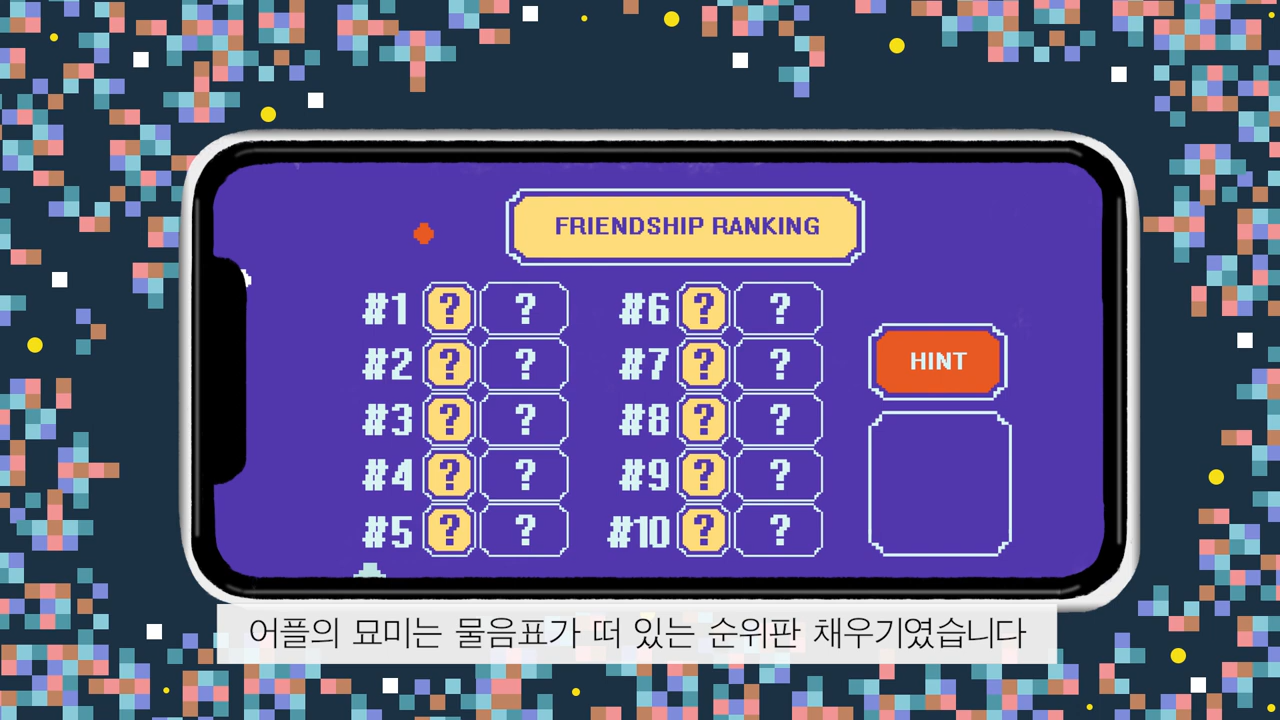 FRIENDSHIP RANKING
#1 ? ?
#2 ? ?
#3 ? ?
#4 ? ?
#5 ? ?
#6 ? ?
#7 ? ?
#8 ? ?
#9 ? ?
#10 ? ?
HINT
어플의 묘미는 물음표가 떠 있는 순위판 채우기였습니다